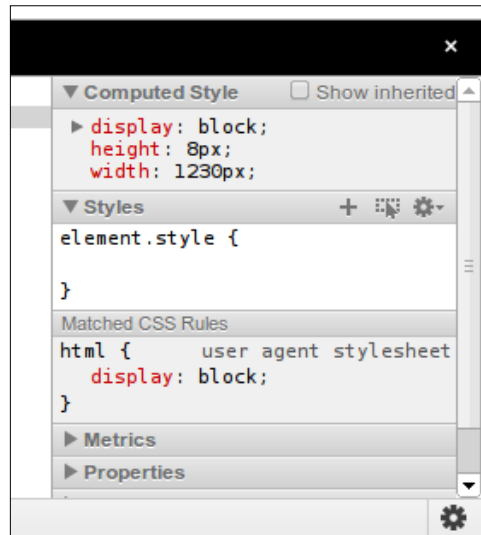 ×
▼ Computed Style Show inherited
▶ display: block;
height: 8px;
width: 1230px;
▼ Styles +
element.style {
}
Matched CSS Rules
html { user agent stylesheet
display: block;
}
▶ Metrics
▶ Properties